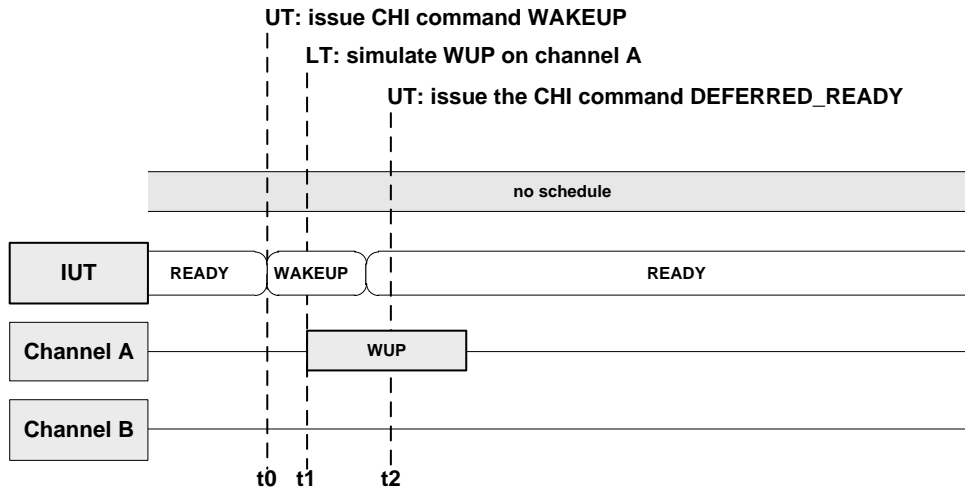 UT: issue CHI command WAKEUP
LT: simulate WUP on channel A
UT: issue the CHI command DEFERRED_READY
no schedule
IUT READY WAKEUP READY
Channel A WUP
Channel B
t0 t1 t2